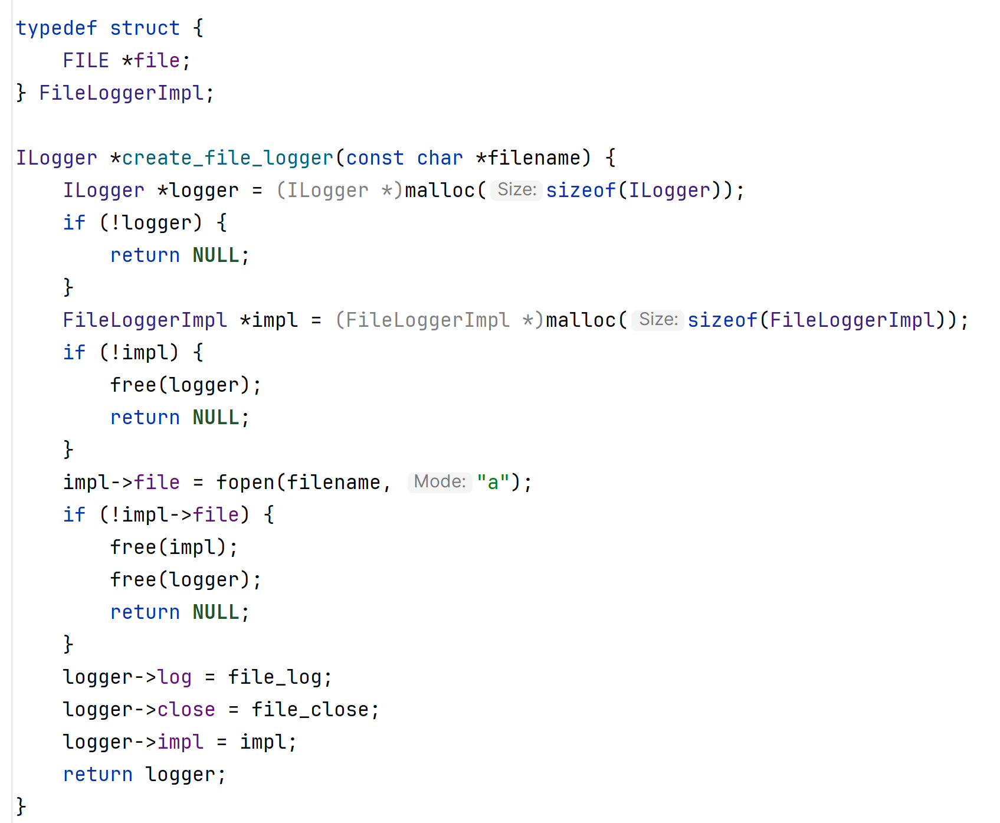 typedef struct {
    FILE *file;
} FileLoggerImpl;

ILogger *create_file_logger(const char *filename) {
    ILogger *logger = (ILogger *)malloc( Size: sizeof(ILogger));
    if (!logger) {
        return NULL;
    }
    FileLoggerImpl *impl = (FileLoggerImpl *)malloc( Size: sizeof(FileLoggerImpl));
    if (!impl) {
        free(logger);
        return NULL;
    }
    impl->file = fopen(filename, Mode: "a");
    if (!impl->file) {
        free(impl);
        free(logger);
        return NULL;
    }
    logger->log = file_log;
    logger->close = file_close;
    logger->impl = impl;
    return logger;
}